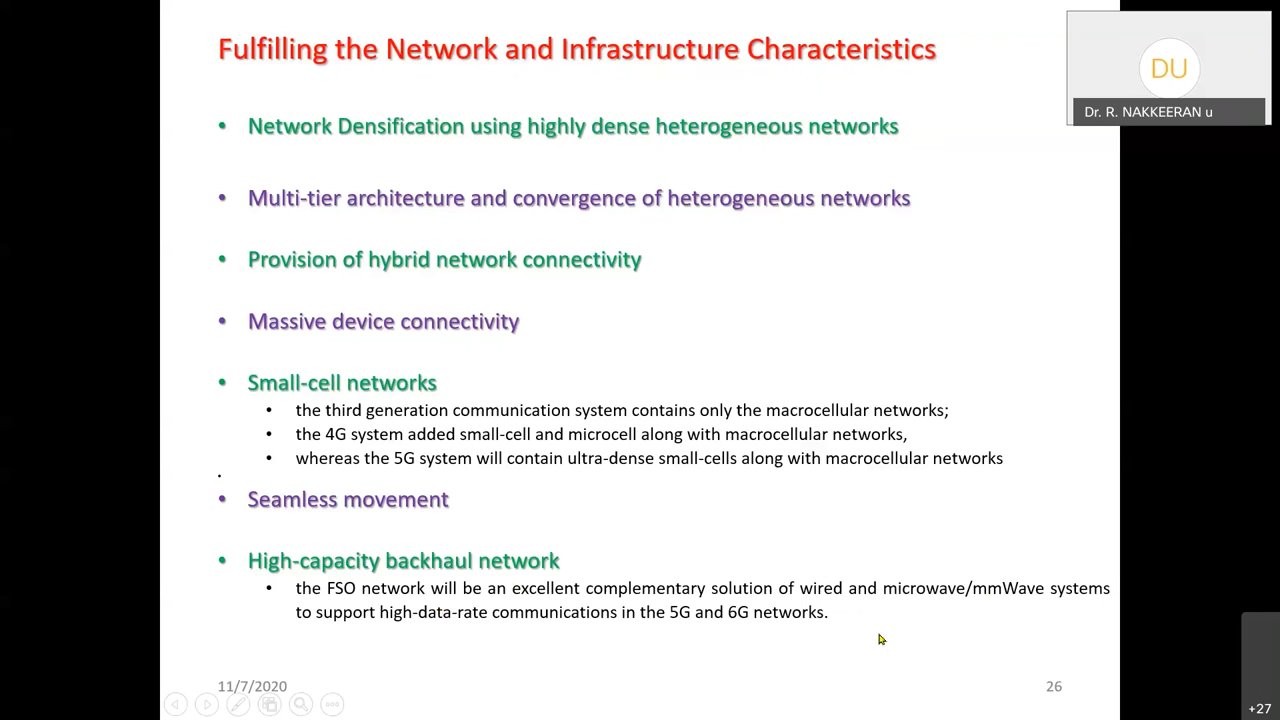 Fulfilling the Network and Infrastructure Characteristics
DU
Dr. R. NAKKEERAN u
• Network Densification using highly dense heterogeneous networks
• Multi-tier architecture and convergence of heterogeneous networks
• Provision of hybrid network connectivity
• Massive device connectivity
• Small-cell networks
• the third generation communication system contains only the macrocellular networks;
• the 4G system added small-cell and microcell along with macrocellular networks,
• whereas the 5G system will contain ultra-dense small-cells along with macrocellular networks
.
• Seamless movement
• High-capacity backhaul network
• the FSO network will be an excellent complementary solution of wired and microwave/mmWave systems
to support high-data-rate communications in the 5G and 6G networks.
11/7/2020
26
+27